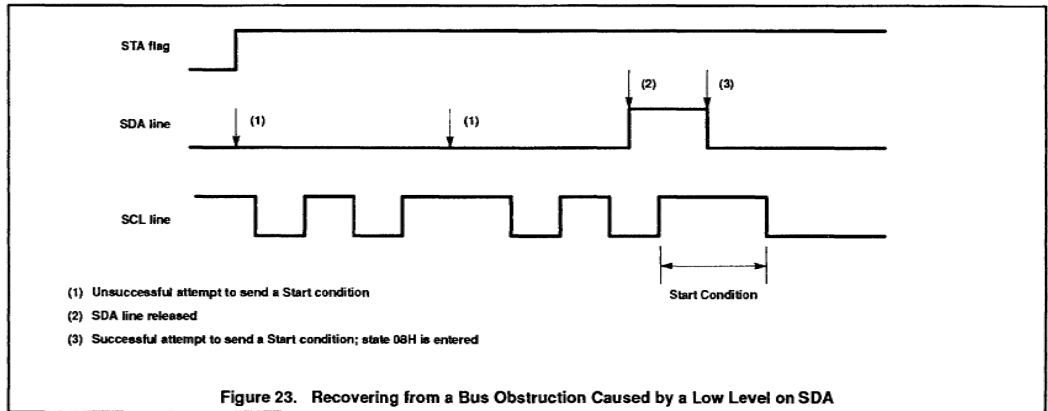 STA flag
(2)
(3)
SDA line
(1)
(1)
SCL line
Start Condition
(1) Unsuccessful attempt to send a Start condition
(2) SDA line released
(3) Successful attempt to send a Start condition; state 08H is entered
Figure 23. Recovering from a Bus Obstruction Caused by a Low Level on SDA